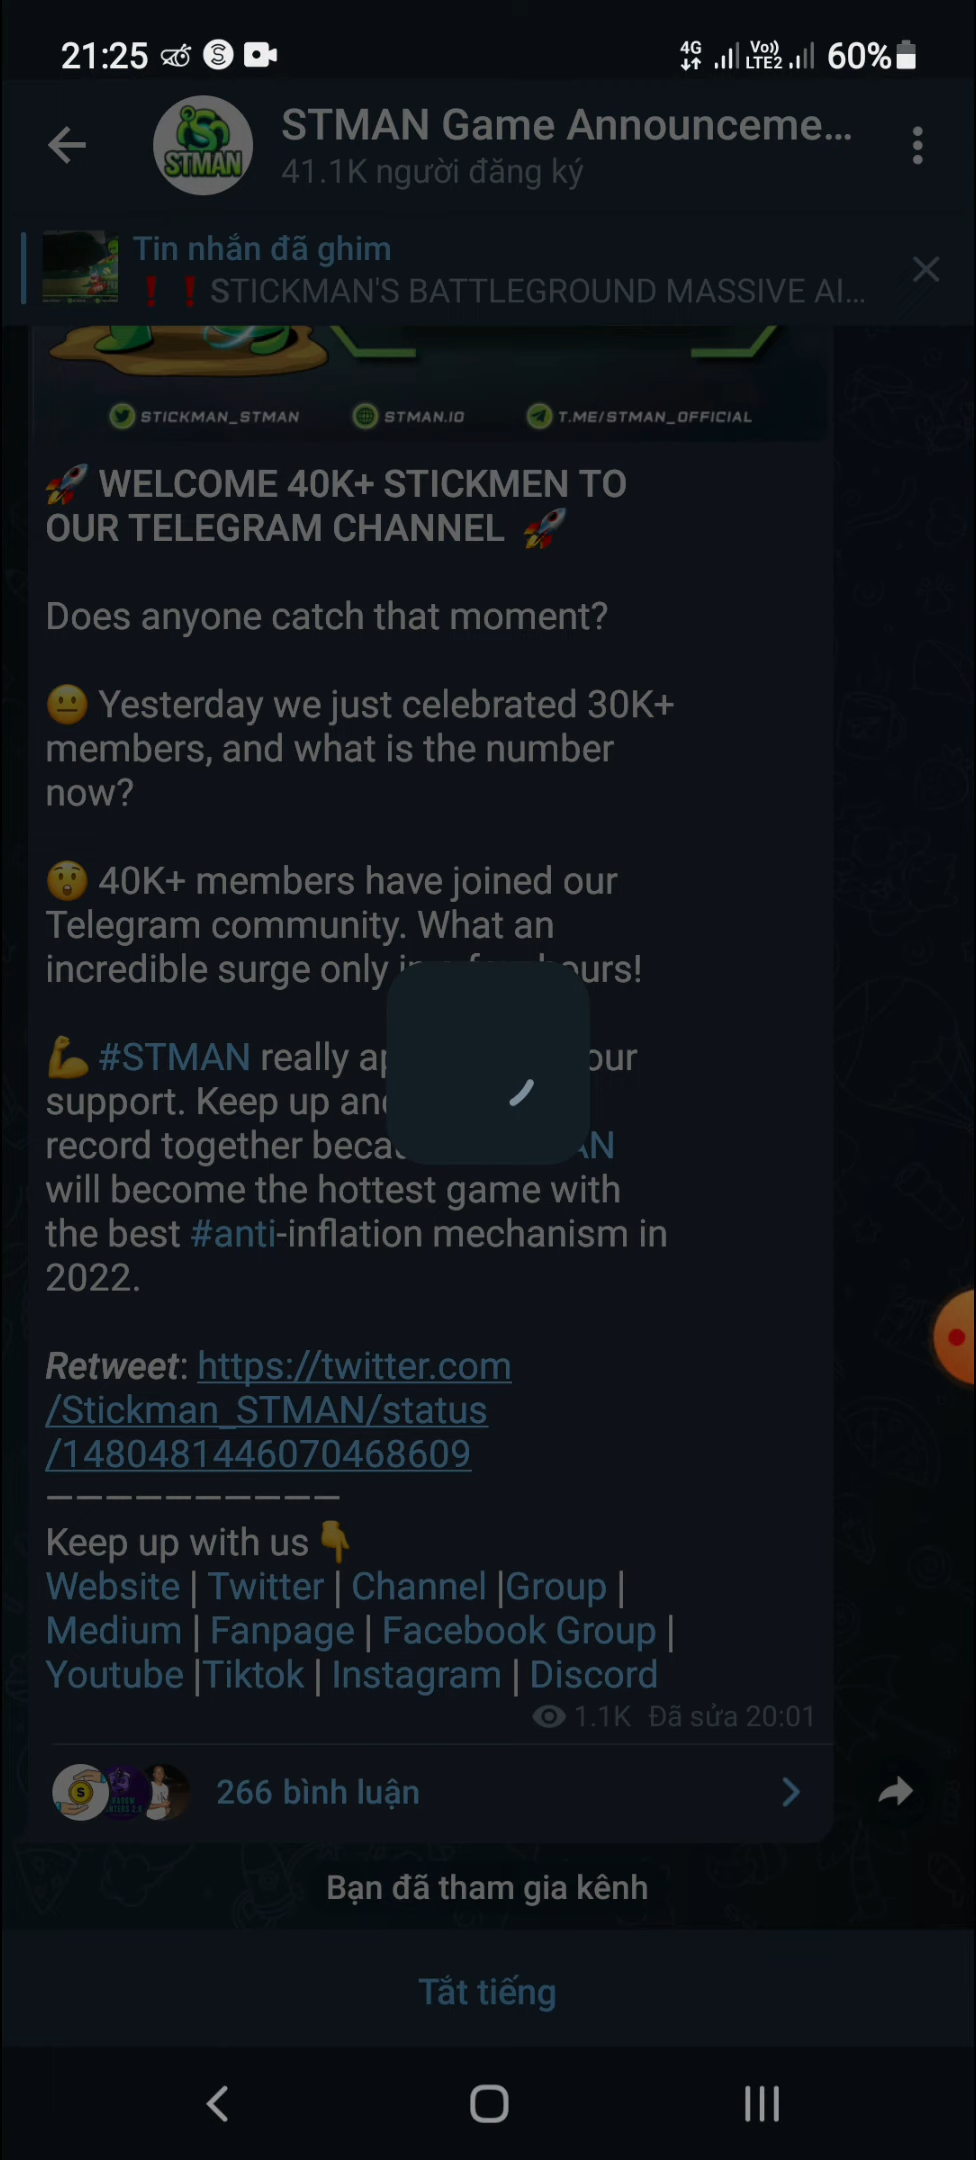 21:25
4G Vo)) LTE2 60%
STMAN
STMAN Game Announceme...
41.1K người đăng ký
Tin nhắn đã ghim
❗❗STICKMAN'S BATTLEGROUND MASSIVE AI...
STICKMAN_STMAN STMAN.IO T.ME/STMAN_OFFICIAL
🚀 WELCOME 40K+ STICKMEN TO
OUR TELEGRAM CHANNEL 🚀
Does anyone catch that moment?
😐 Yesterday we just celebrated 30K+
members, and what is the number
now?
😲 40K+ members have joined our
Telegram community. What an
incredible surge only hours!
💪 #STMAN really our
support. Keep up
record together
will become the hottest game with
the best #anti-inflation mechanism in
2022.
Retweet: https://twitter.com
/Stickman_STMAN/status
/1480481446070468609
——————————
Keep up with us 👇
Website | Twitter | Channel |Group |
Medium | Fanpage | Facebook Group |
Youtube |Tiktok | Instagram | Discord
1.1K Đã sửa 20:01
266 bình luận
Bạn đã tham gia kênh
Tắt tiếng